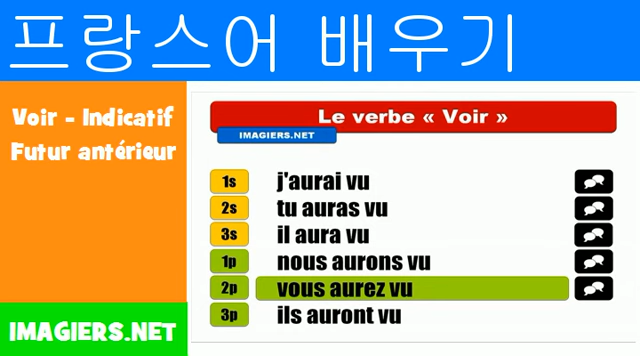 프랑스어 배우기
Voir - Indicatif
Futur antérieur
IMAGIERS.NET
Le verbe « Voir »
IMAGIERS.NET
1s j'aurai vu
2s tu auras vu
3s il aura vu
1p nous aurons vu
2p vous aurez vu
3p ils auront vu